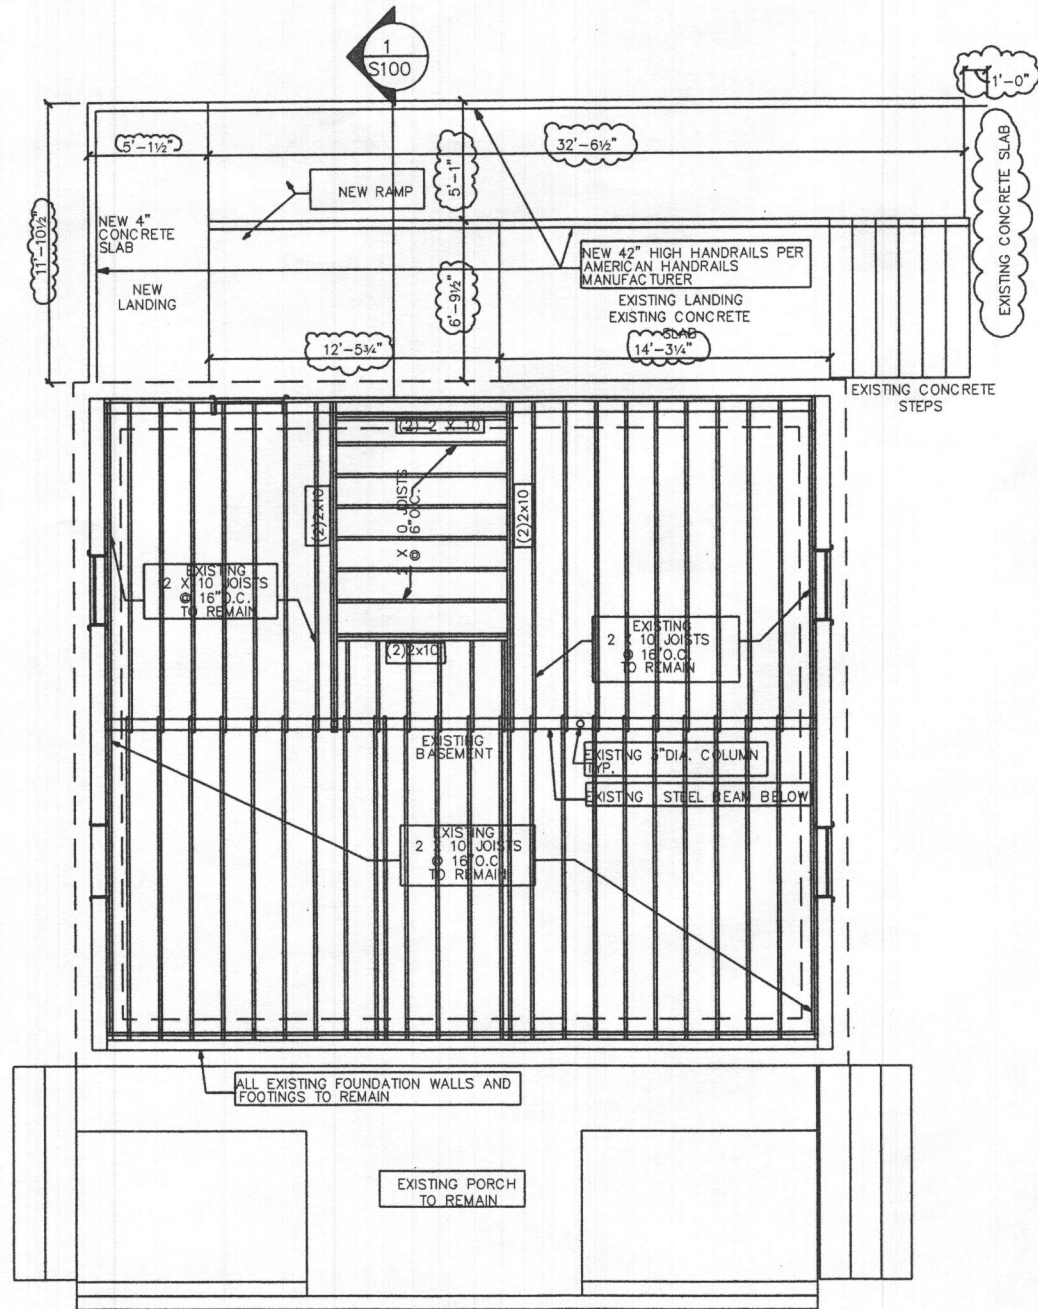 1
S100
1'-0"
5'-1½"
32'-6½"
5'-1"
NEW RAMP
EXISTING CONCRETE SLAB
11'-10½"
NEW 4"
CONCRETE
SLAB
NEW
LANDING
NEW 42" HIGH HANDRAILS PER
AMERICAN HANDRAILS
MANUFACTURER
6'-9½"
EXISTING LANDING
EXISTING CONCRETE
SLAB
12'-5¾"
14'-3¼"
EXISTING CONCRETE
STEPS
(2) 2 X 10
(2)2x10
2 X 10 JOISTS
@ 16"O.C.
(2)2x10
EXISTING
2 X 10 JOISTS
@ 16"O.C.
TO REMAIN
EXISTING
2 X 10 JOISTS
@ 16"O.C.
TO REMAIN
(2)2x10
EXISTING
BASEMENT
EXISTING DIA. COLUMN
TYP.
EXISTING STEEL BEAM BELOW
EXISTING
2 X 10 JOISTS
@ 16"O.C.
TO REMAIN
ALL EXISTING FOUNDATION WALLS AND
FOOTINGS TO REMAIN
EXISTING PORCH
TO REMAIN